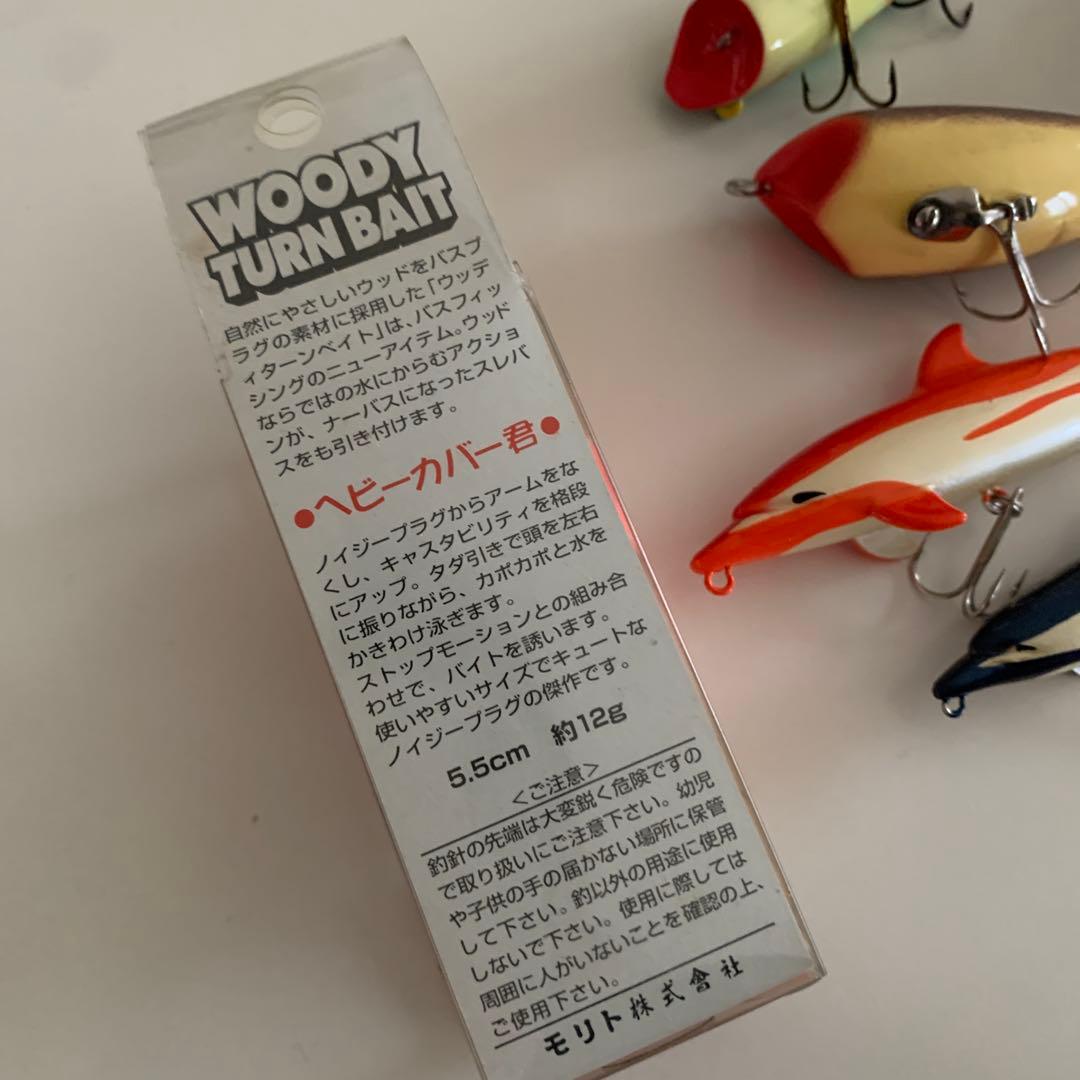 WOODY
TURN BAIT
自然にやさしいウッドをバスプ
ラグの素材に採用した「ウッデ
ィターンベイト」は、バスフィッ
シングのニューアイテム。ウッド
ならではの水にからむアクショ
ンが、ナーバスになったスレバ
スをも引き付けます。
●ヘビーカバー君●
ノイジープラグからアームをな
くし、キャスタビリティを格段
にアップ。タダ引きで頭を左右
に振りながら、カポカポと水を
かきわけ泳ぎます。
ストップモーションとの組み合
わせで、バイトを誘います。
使いやすいサイズでキュートな
ノイジープラグの傑作です。
5.5cm 約12g
<ご注意>
釣針の先端は大変鋭く危険ですの
で取り扱いにご注意下さい。幼児
や子供の手の届かない場所に保管
して下さい。釣以外の用途に使用
しないで下さい。使用に際しては
周囲に人がいないことを確認の上、
ご使用下さい。
モリト株式會社